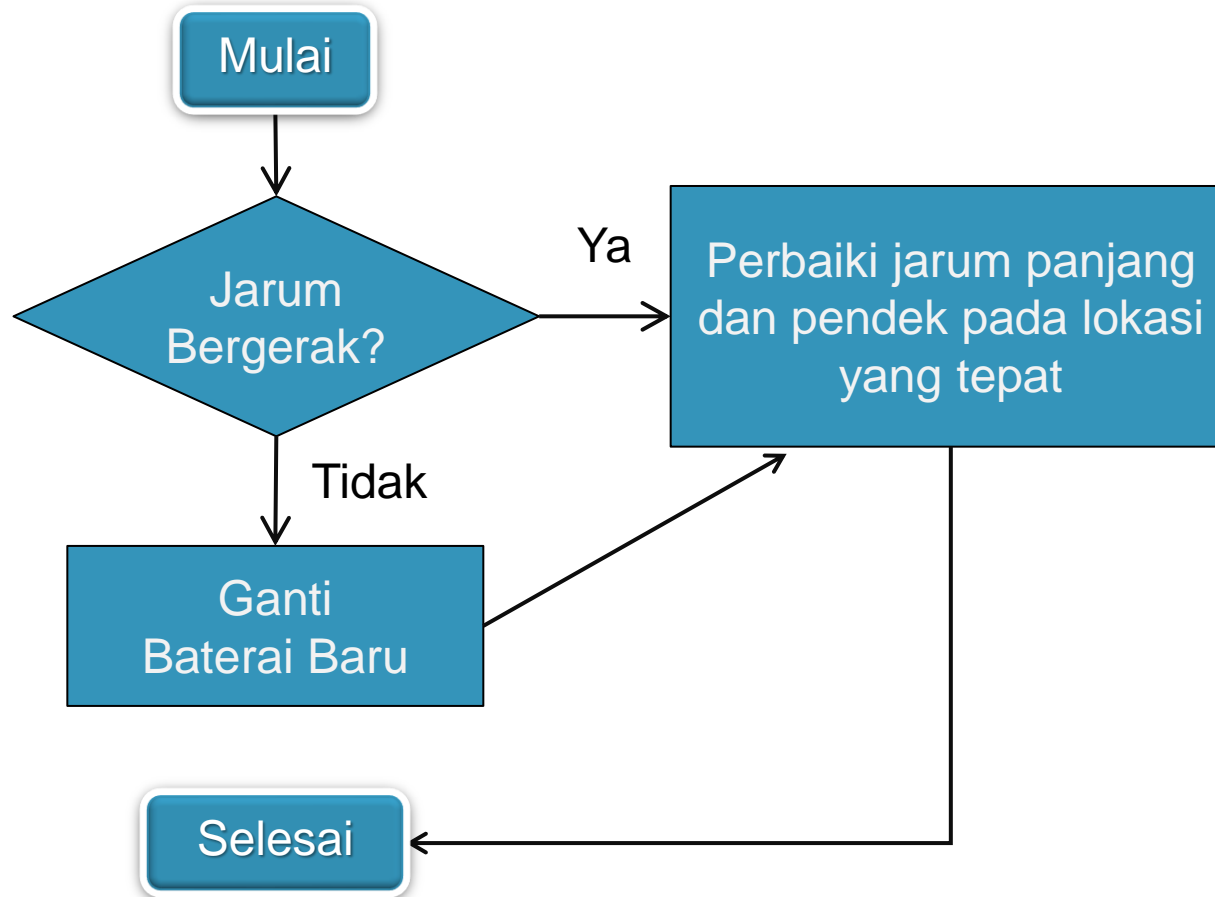 Mulai
Jarum
Bergerak?
Ya
Perbaiki jarum panjang
dan pendek pada lokasi
yang tepat
Tidak
Ganti
Baterai Baru
Selesai